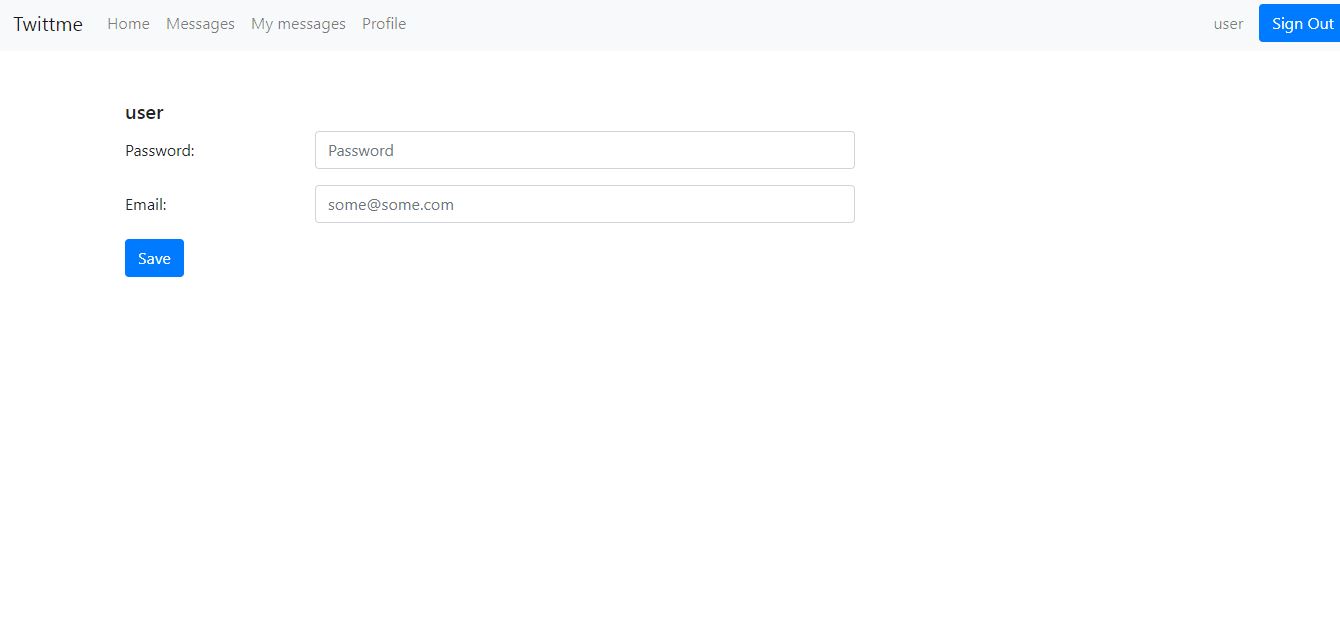 Twittme Home Messages My messages Profile user Sign Out
user
Password: Password
Email: some@some.com
Save